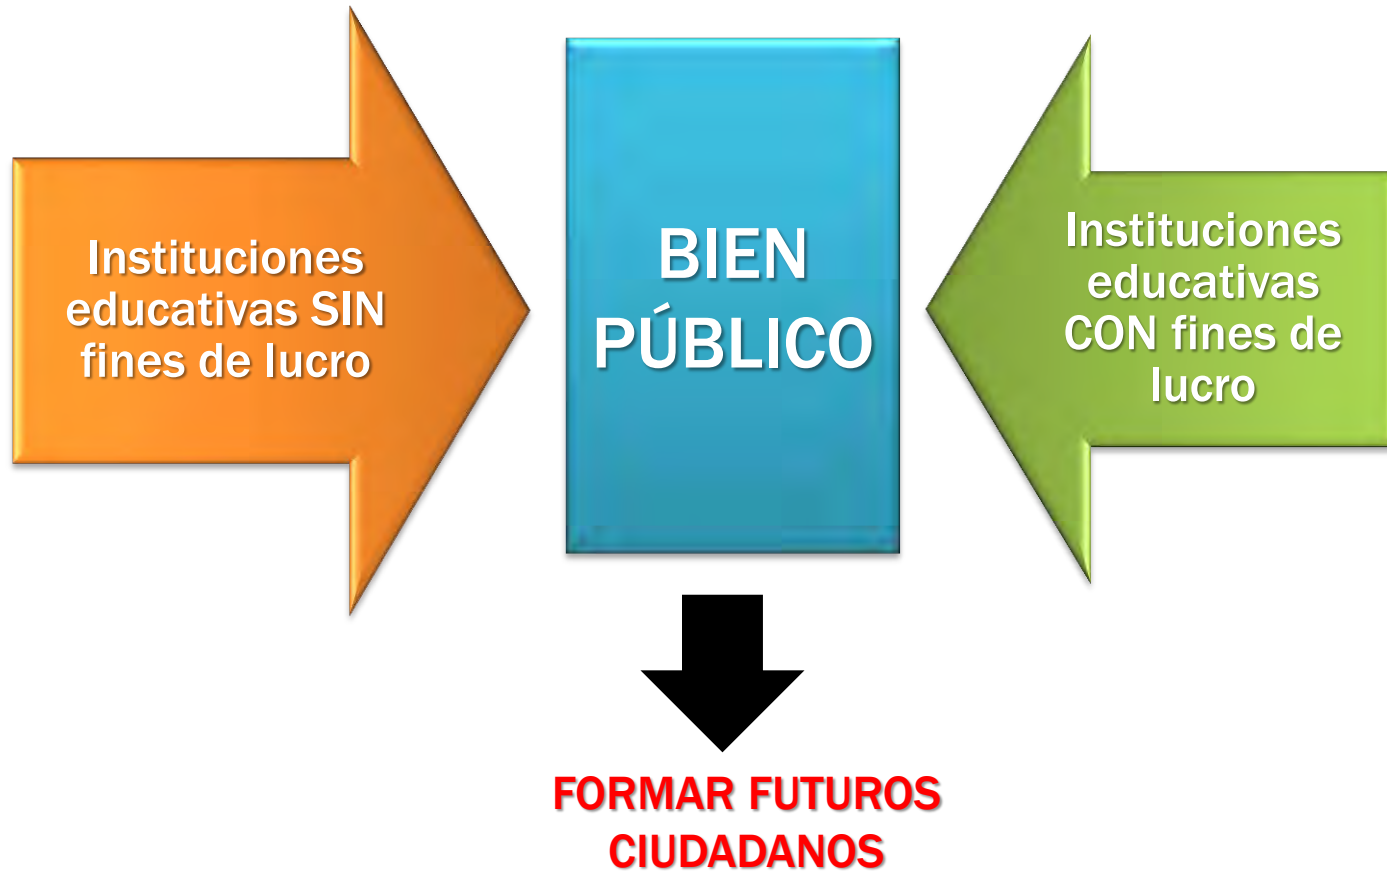 Instituciones
educativas SIN
fines de lucro
BIEN
PÚBLICO
Instituciones
educativas
CON fines de
lucro
FORMAR FUTUROS
CIUDADANOS